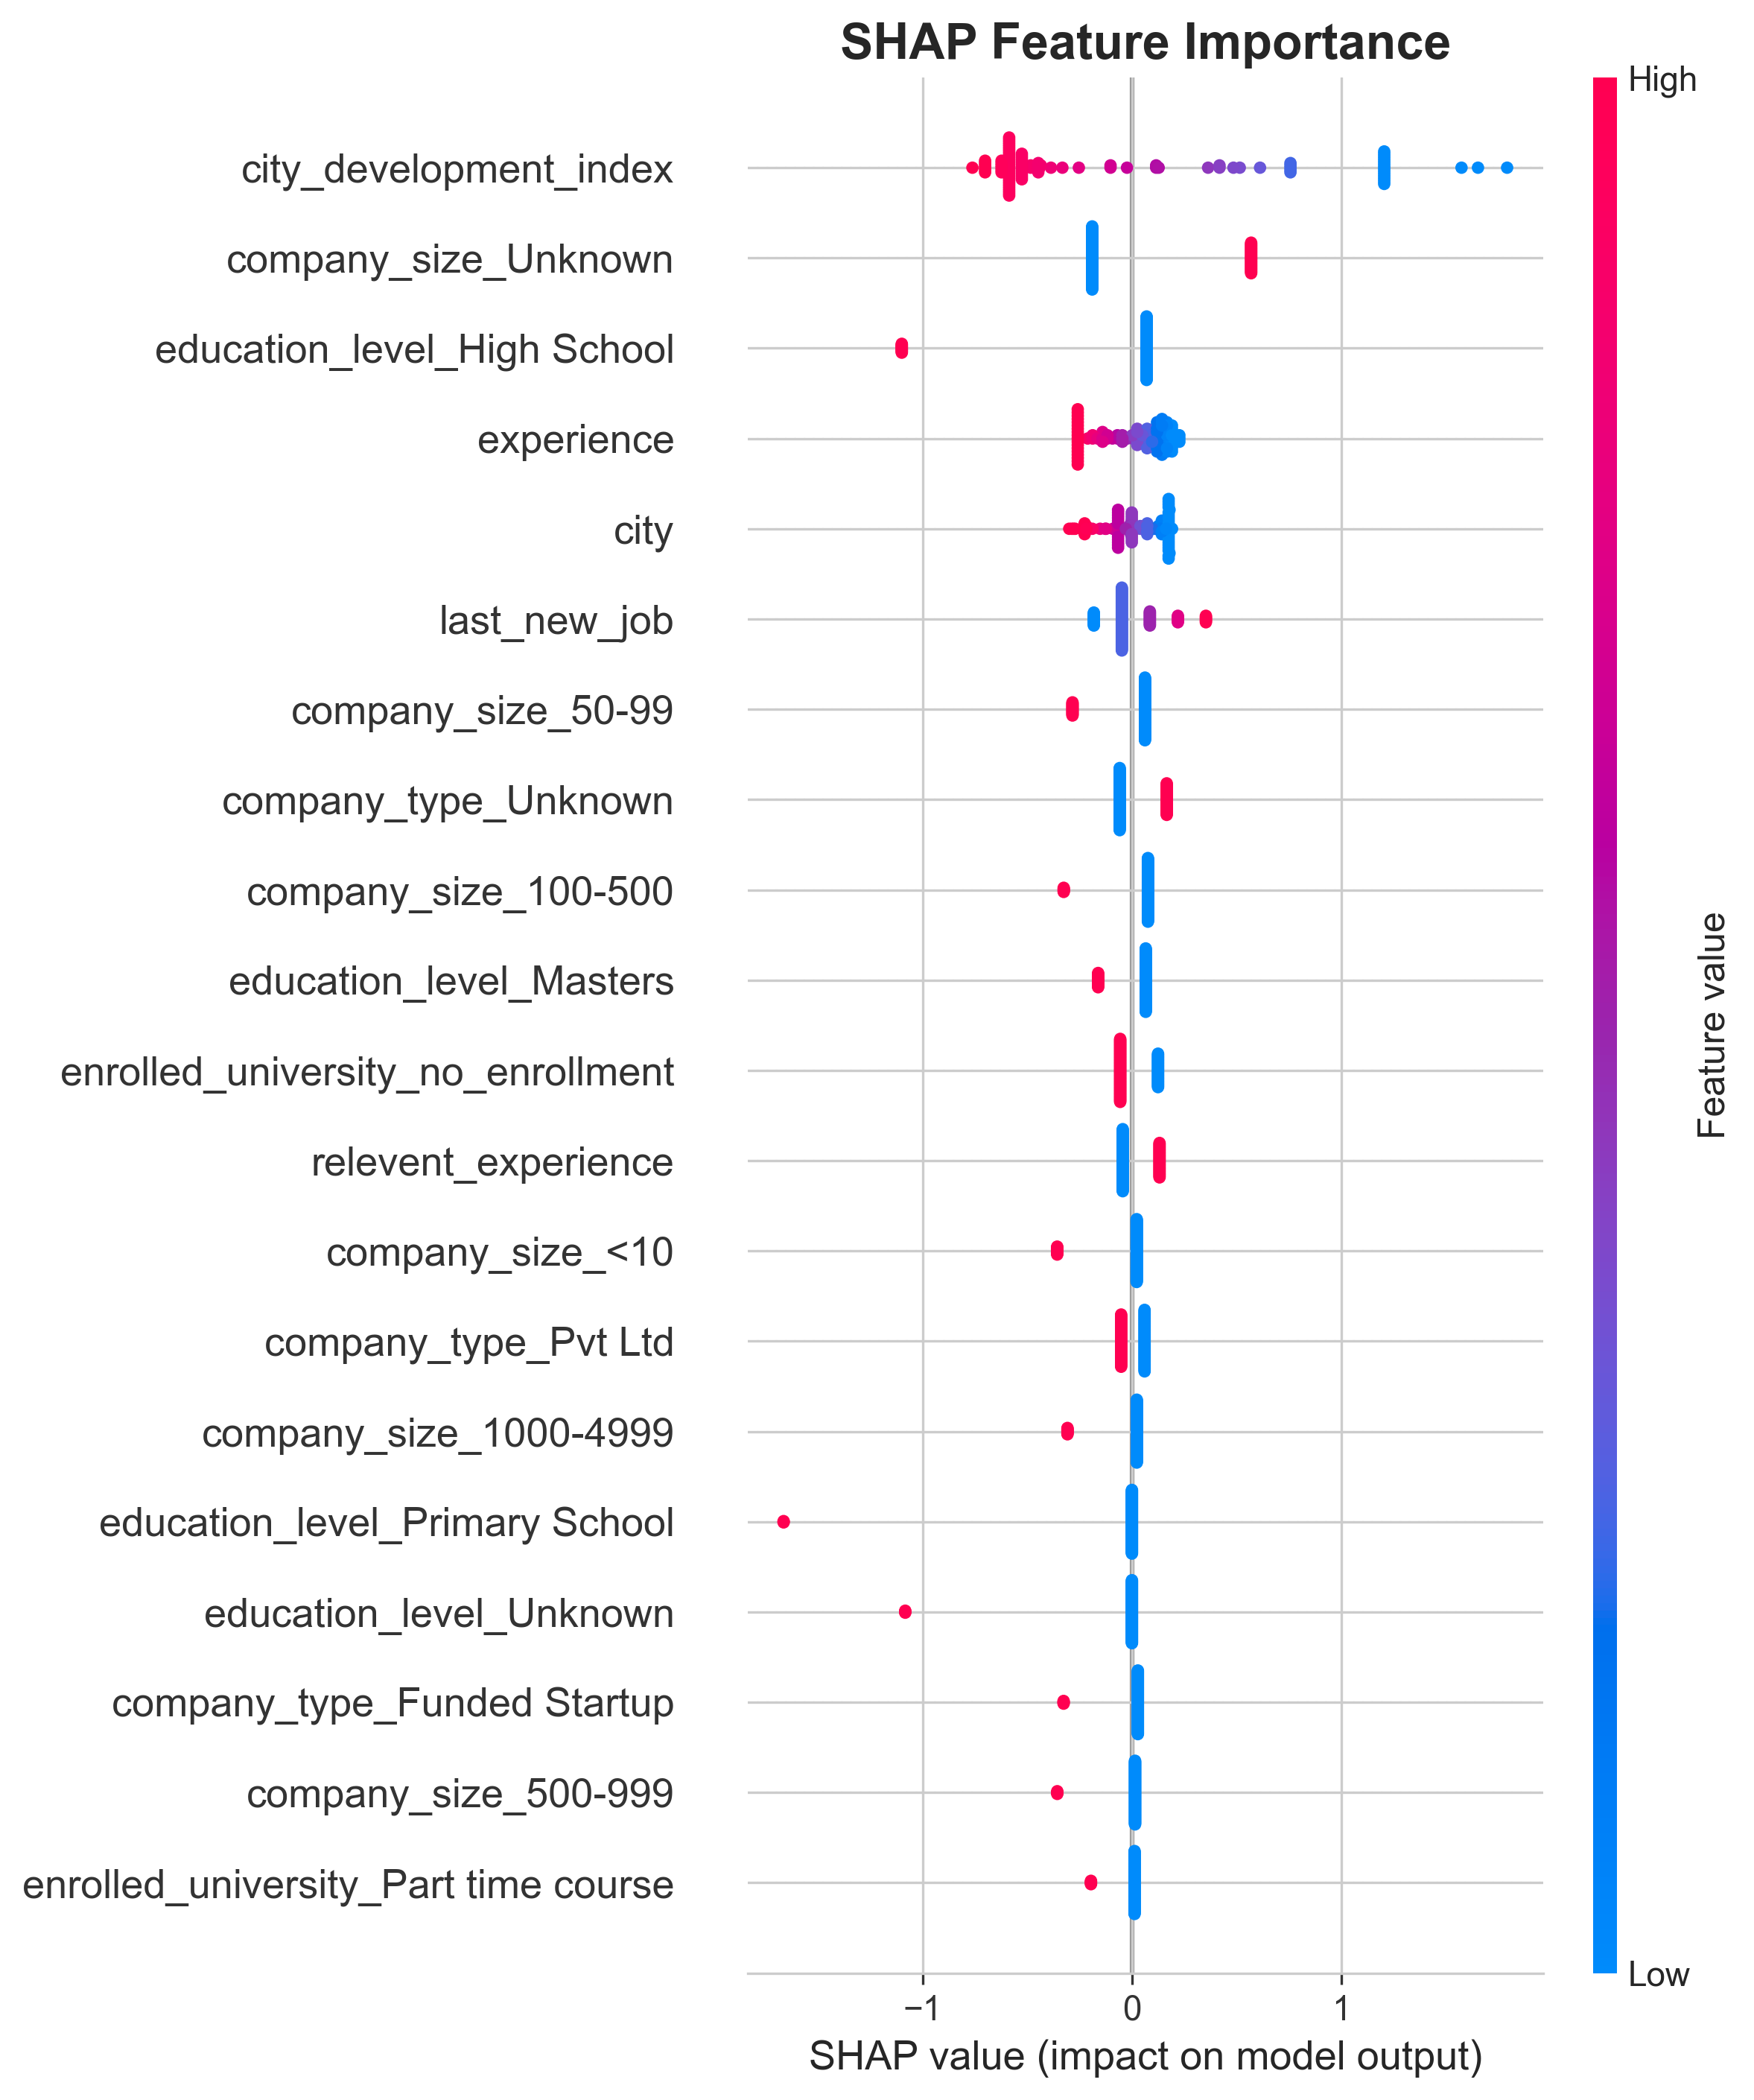 SHAP Feature Importance
High
city_development_index
company_size_Unknown
education_level_High School
experience
city
last_new_job
company_size_50-99
company_type_Unknown
company_size_100-500
education_level_Masters
enrolled_university_no_enrollment
relevent_experience
company_size_<10
company_type_Pvt Ltd
company_size_1000-4999
education_level_Primary School
education_level_Unknown
company_type_Funded Startup
company_size_500-999
enrolled_university_Part time course
Feature value
Low
−1 0 1
SHAP value (impact on model output)